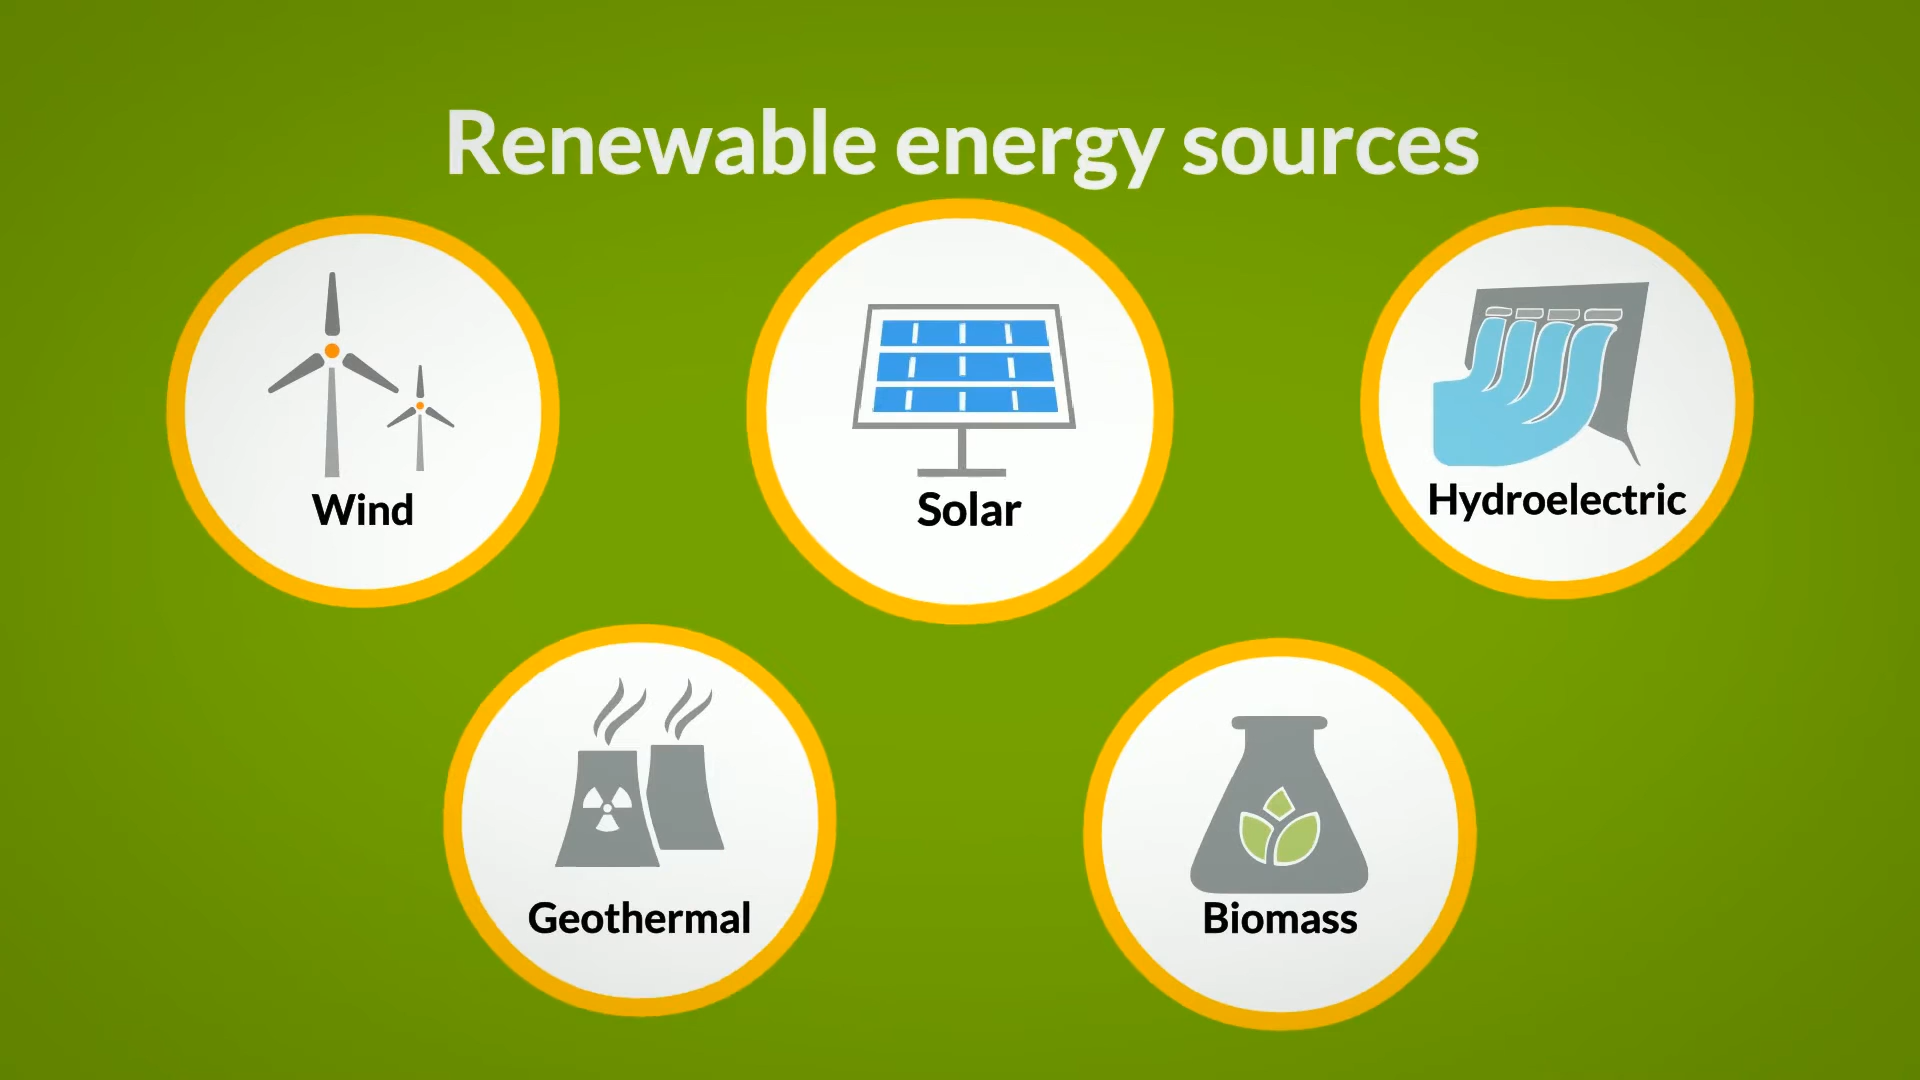 Renewable energy sources
Wind
Solar
Hydroelectric
Geothermal
Biomass